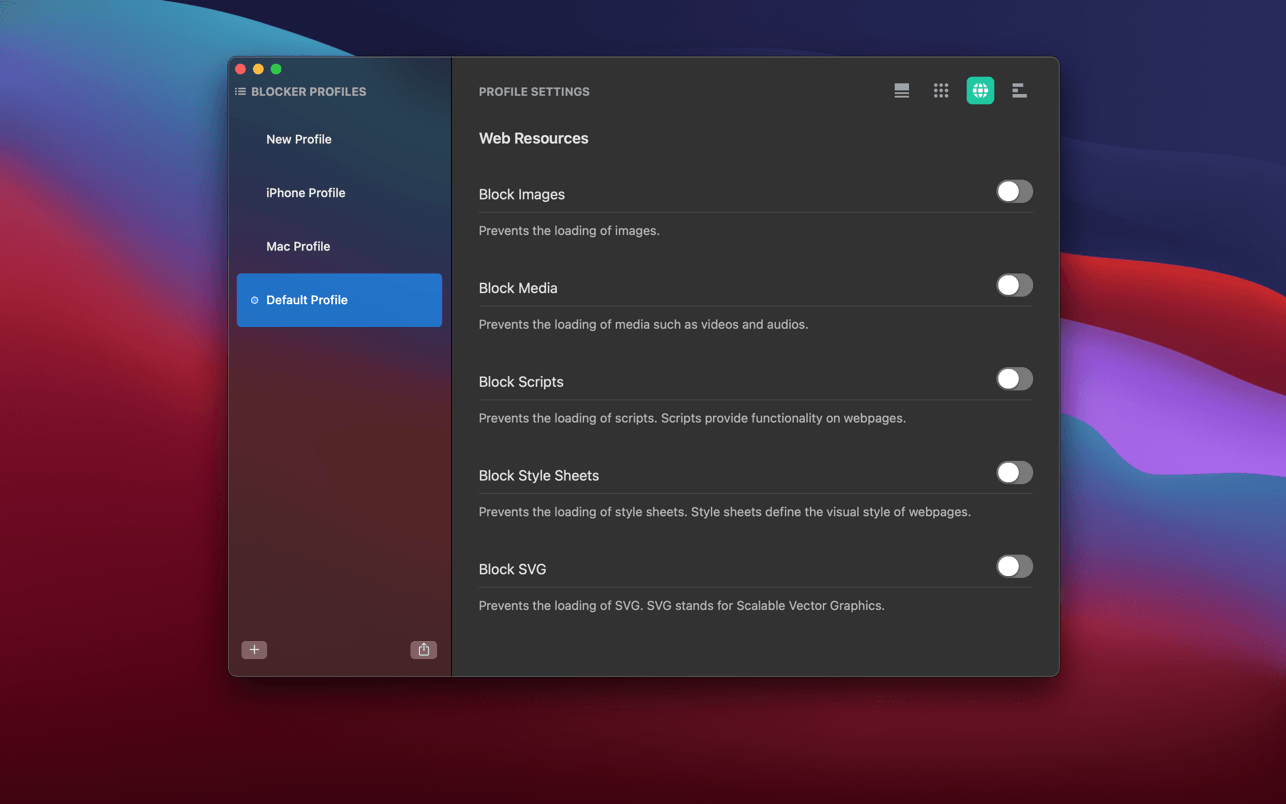 BLOCKER PROFILES
New Profile
iPhone Profile
Mac Profile
Default Profile
PROFILE SETTINGS
Web Resources
Block Images
Prevents the loading of images.
Block Media
Prevents the loading of media such as videos and audios.
Block Scripts
Prevents the loading of scripts. Scripts provide functionality on webpages.
Block Style Sheets
Prevents the loading of style sheets. Style sheets define the visual style of webpages.
Block SVG
Prevents the loading of SVG. SVG stands for Scalable Vector Graphics.